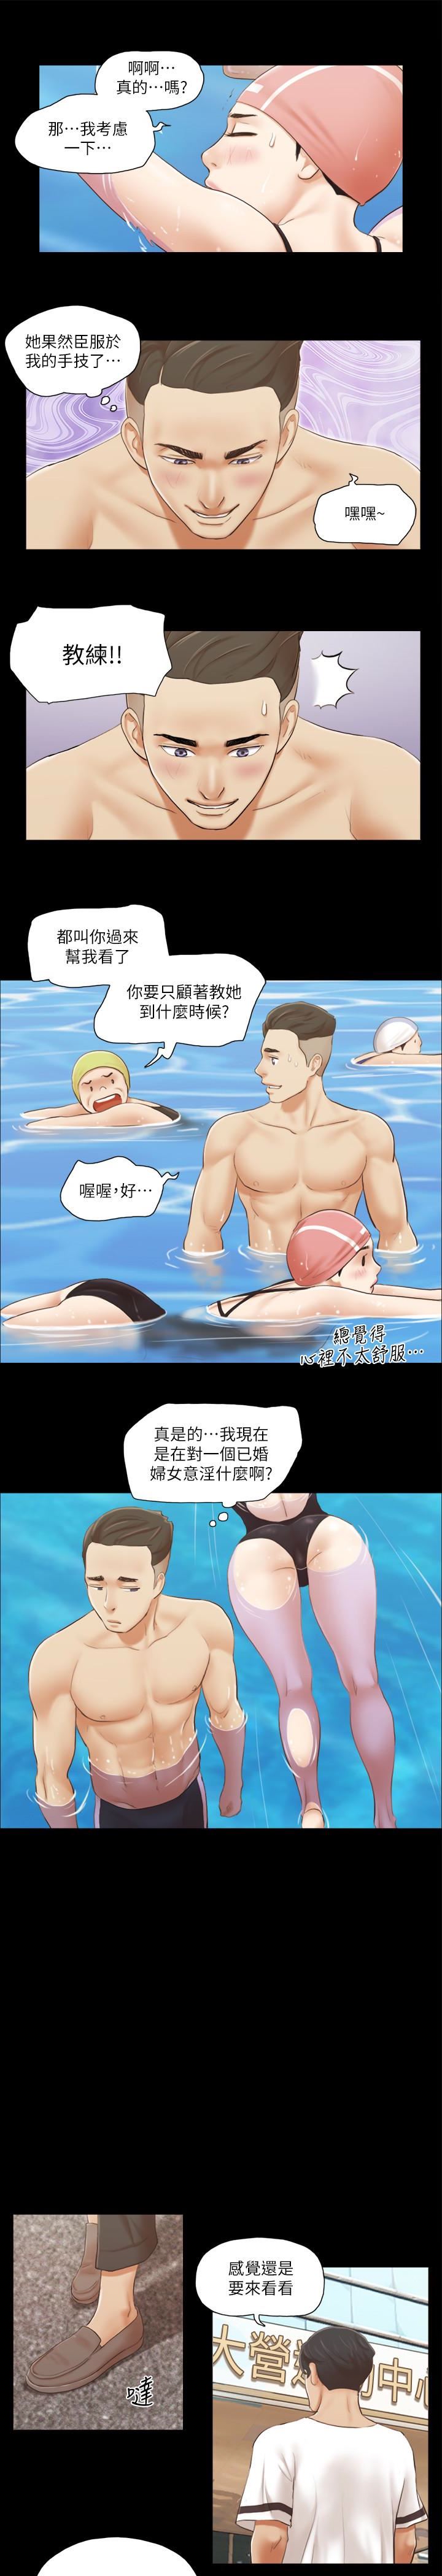 啊啊⋯
真的⋯嗎?
那⋯我考慮
一下⋯
她果然臣服於
我的手技了⋯
嘿嘿~
教練!!
都叫你過來
幫我看了
你要只顧著教她
到什麼時候?
喔喔，好⋯
總覺得
心裡不太舒服⋯
真是的⋯我現在
是在對一個已婚
婦女意淫什麼啊?
噠
感覺還是
要來看看
大營運動中心